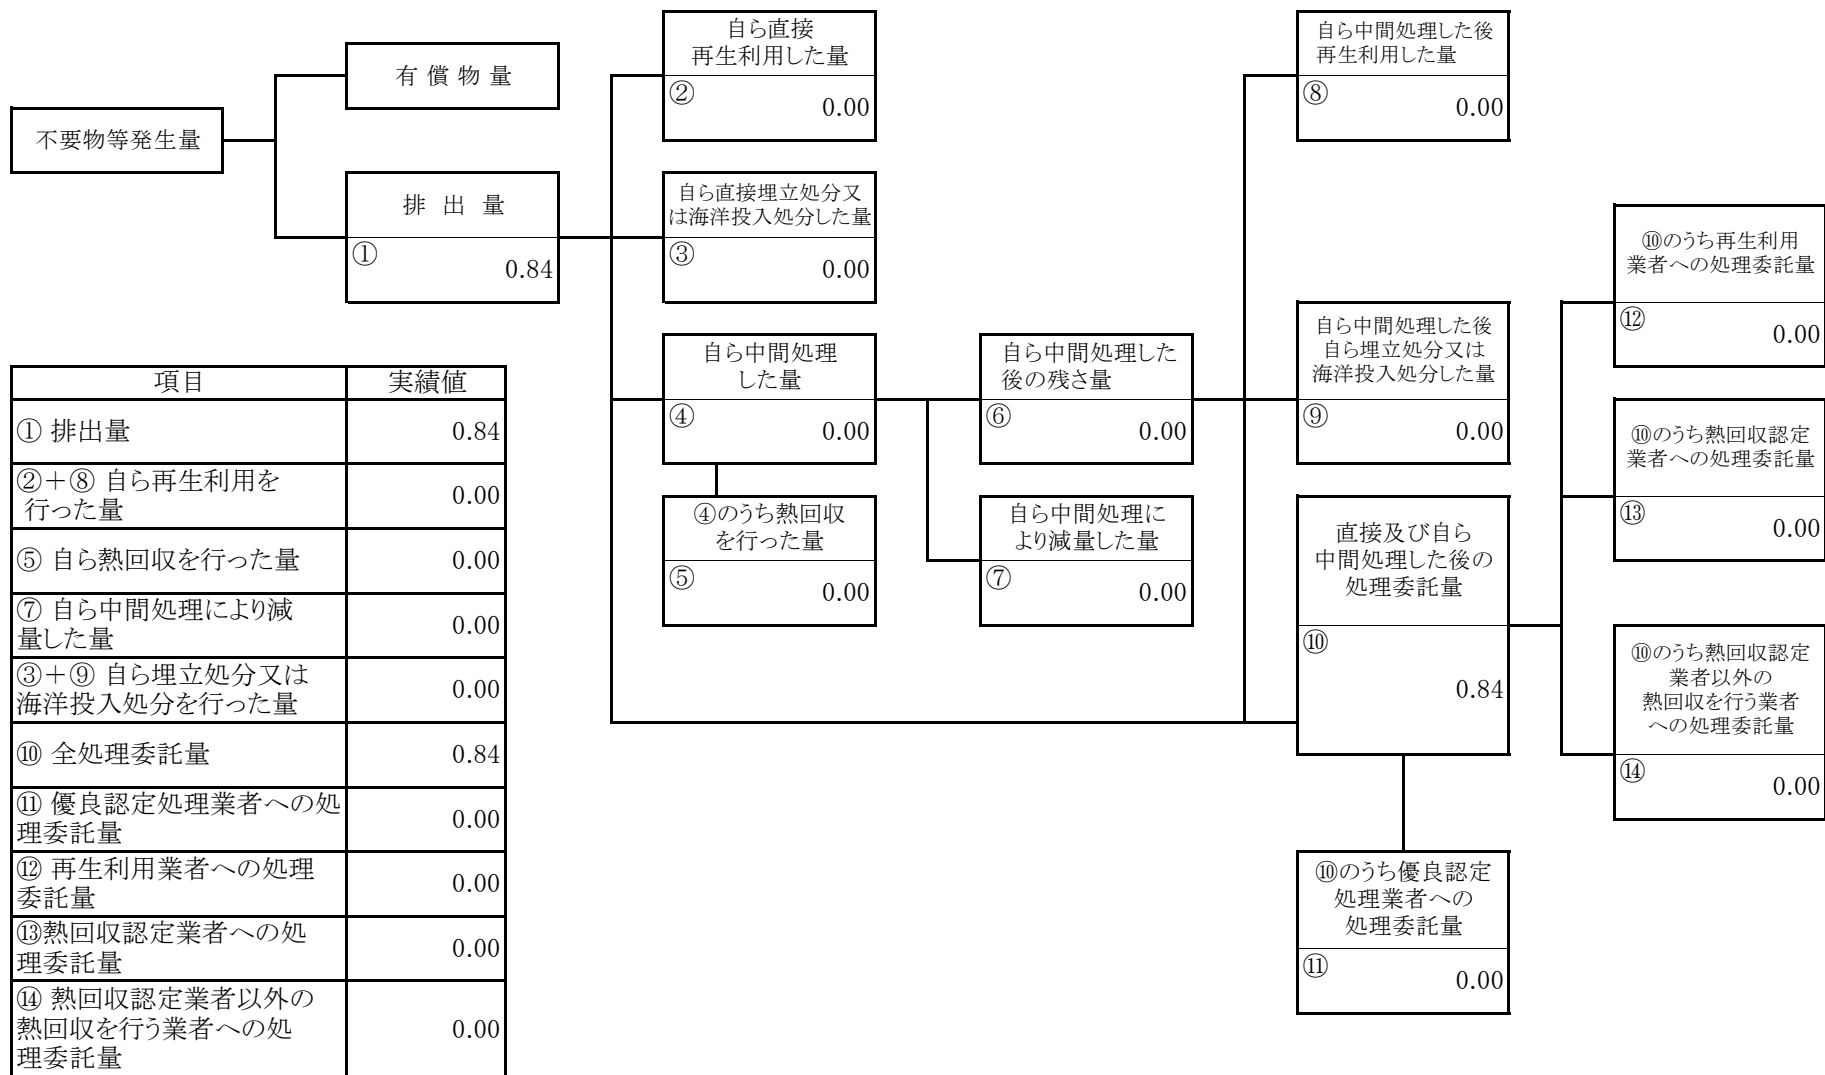 不要物等発生量
有 償 物 量
排 出 量
①
0.84
自ら直接
再生利用した量
②
0.00
自ら直接埋立処分又
は海洋投入処分した量
③
0.00
自ら中間処理
した量
④
0.00
④のうち熱回収
を行った量
⑤
0.00
自ら中間処理した
後の残さ量
⑥
0.00
自ら中間処理に
より減量した量
⑦
0.00
自ら中間処理した後
再生利用した量
⑧
0.00
自ら中間処理した後
自ら埋立処分又は
海洋投入処分した量
⑨
0.00
直接及び自ら
中間処理した後の
処理委託量
⑩
0.84
⑩のうち優良認定
処理業者への
処理委託量
⑪
0.00
⑩のうち再生利用
業者への処理委託量
⑫
0.00
⑩のうち熱回収認定
業者への処理委託量
⑬
0.00
⑩のうち熱回収認定
業者以外の
熱回収を行う業者
への処理委託量
⑭
0.00
項目 実績値
① 排出量 0.84
②＋⑧ 自ら再生利用を
行った量 0.00
⑤ 自ら熱回収を行った量 0.00
⑦ 自ら中間処理により減
量した量 0.00
③＋⑨ 自ら埋立処分又は
海洋投入処分を行った量 0.00
⑩ 全処理委託量 0.84
⑪ 優良認定処理業者への処
理委託量 0.00
⑫ 再生利用業者への処理
委託量 0.00
⑬熱回収認定業者への処
理委託量 0.00
⑭ 熱回収認定業者以外の
熱回収を行う業者への処
理委託量 0.00